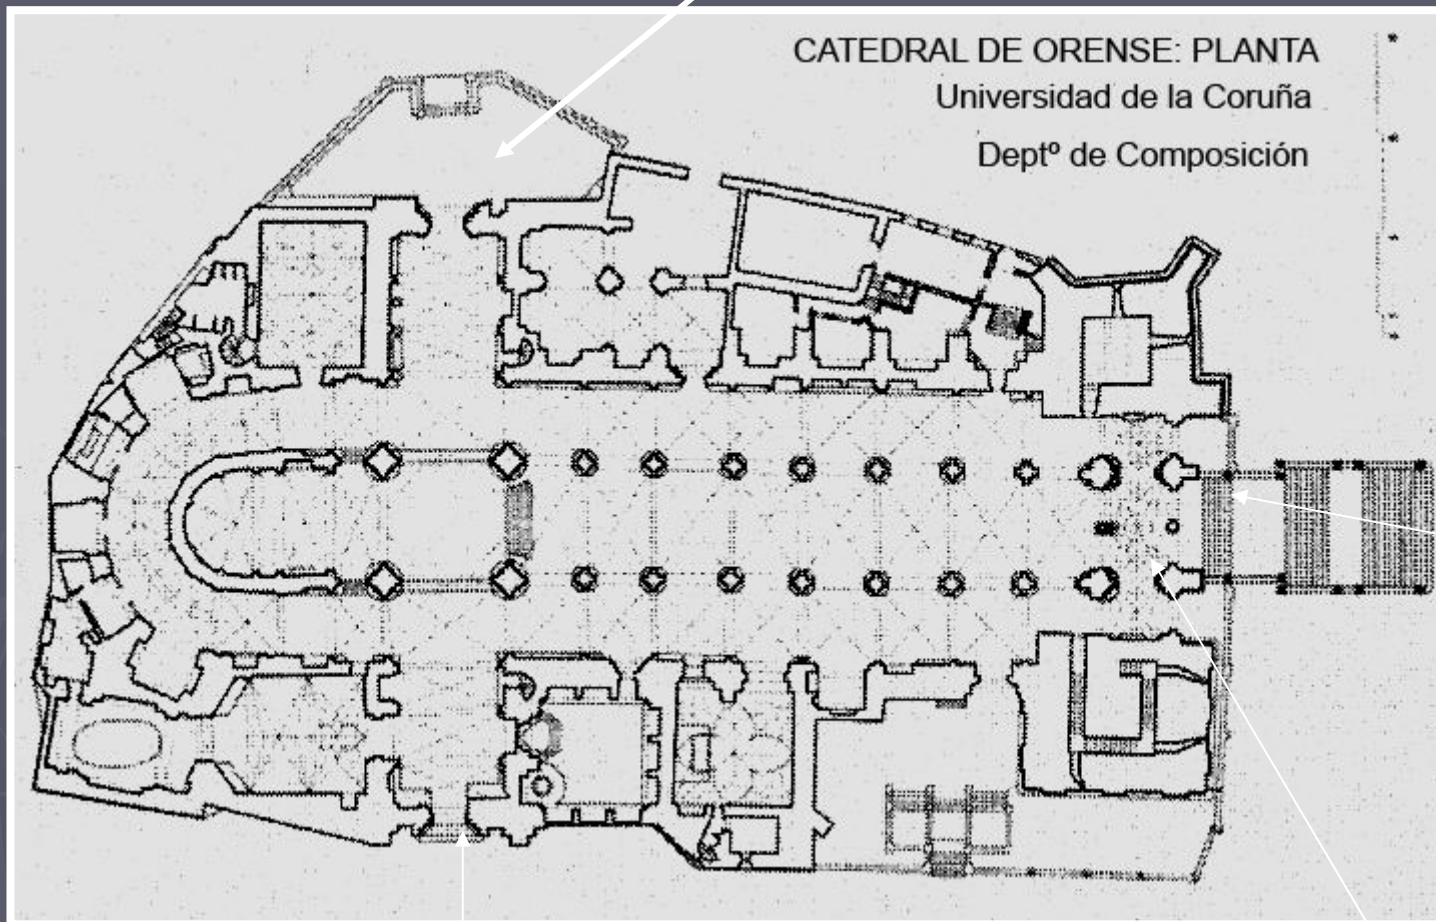 CATEDRAL DE ORENSE: PLANTA
Universidad de la Coruña
Deptº de Composición